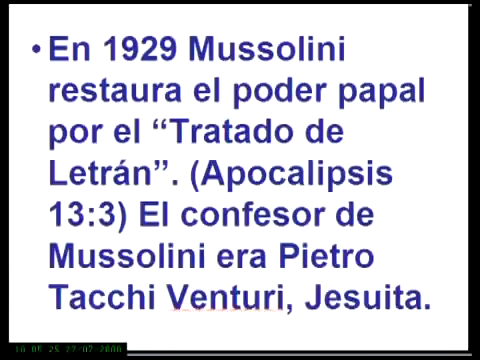 • En 1929 Mussolini
restaura el poder papal
por el “Tratado de
Letrán”. (Apocalipsis
13:3) El confesor de
Mussolini era Pietro
Tacchi Venturi, Jesuita.